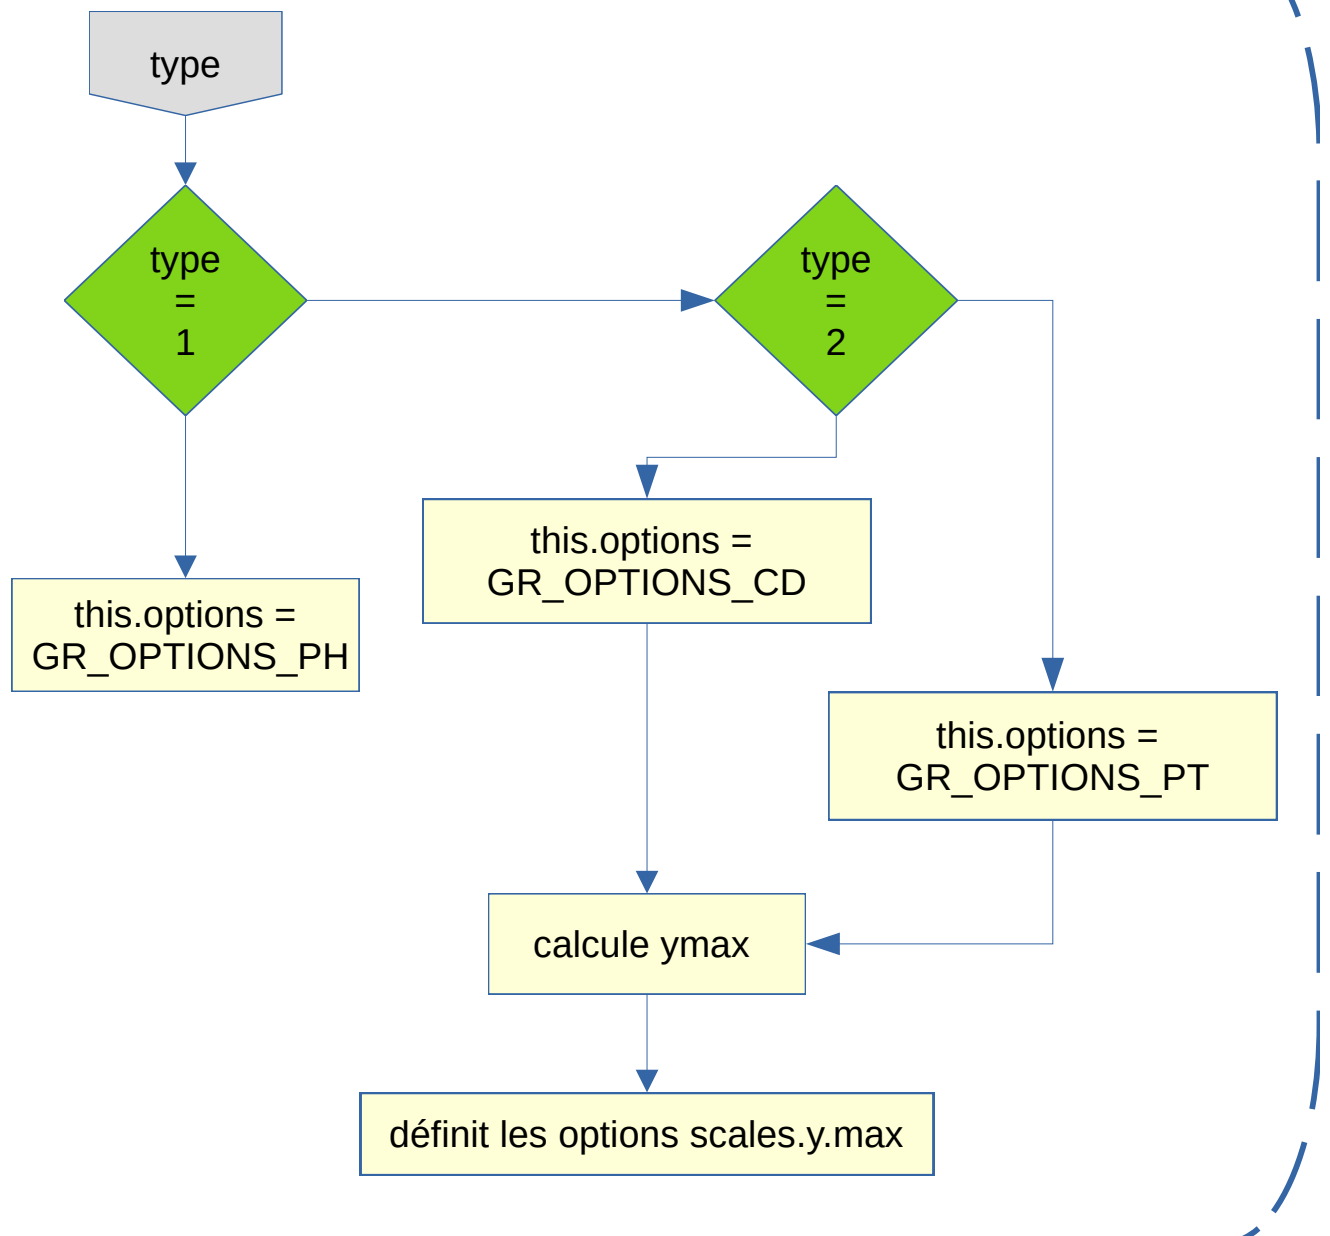 type
type
=
1
type
=
2
this.options =
GR_OPTIONS_CD
this.options =
GR_OPTIONS_PH
this.options =
GR_OPTIONS_PT
calcule ymax
définit les options scales.y.max